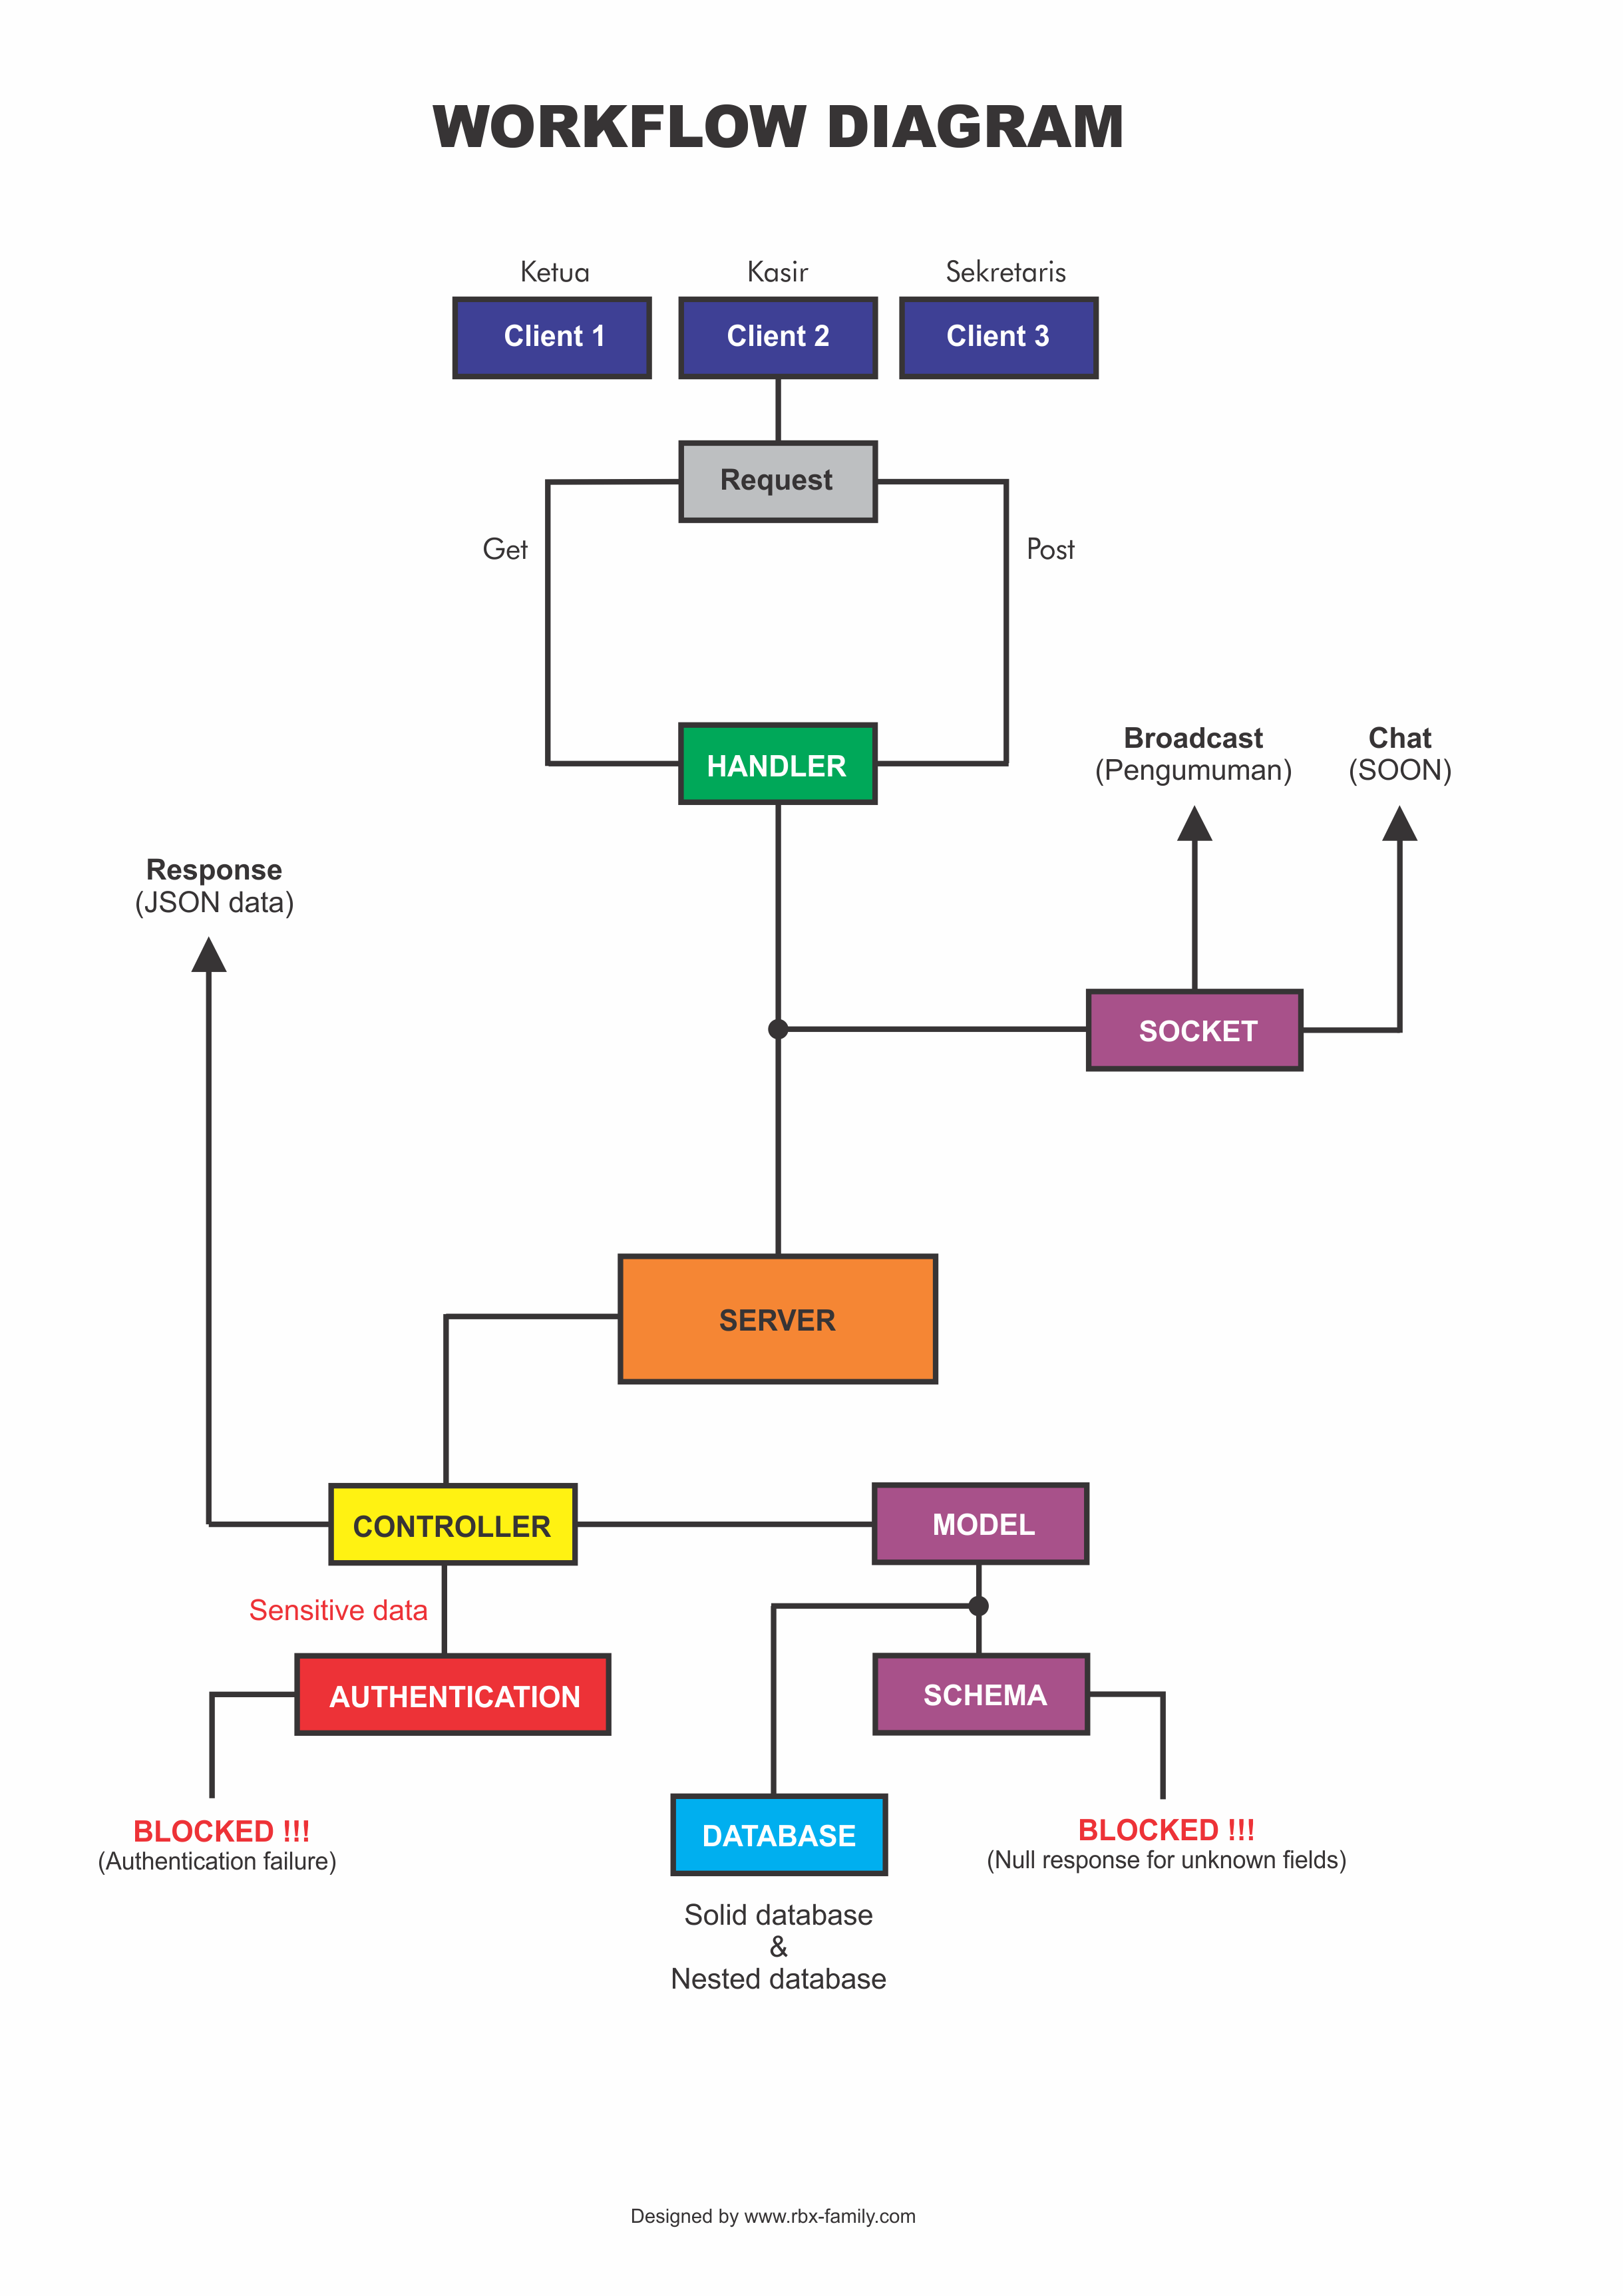 WORKFLOW DIAGRAM
Ketua
Kasir
Sekretaris
Client 1
Client 2
Client 3
Request
Get
Post
HANDLER
Broadcast
(Pengumuman)
Chat
(SOON)
Response
(JSON data)
SOCKET
SERVER
CONTROLLER
MODEL
Sensitive data
AUTHENTICATION
SCHEMA
BLOCKED !!!
(Authentication failure)
DATABASE
BLOCKED !!!
(Null response for unknown fields)
Solid database
&
Nested database
Designed by www.rbx-family.com